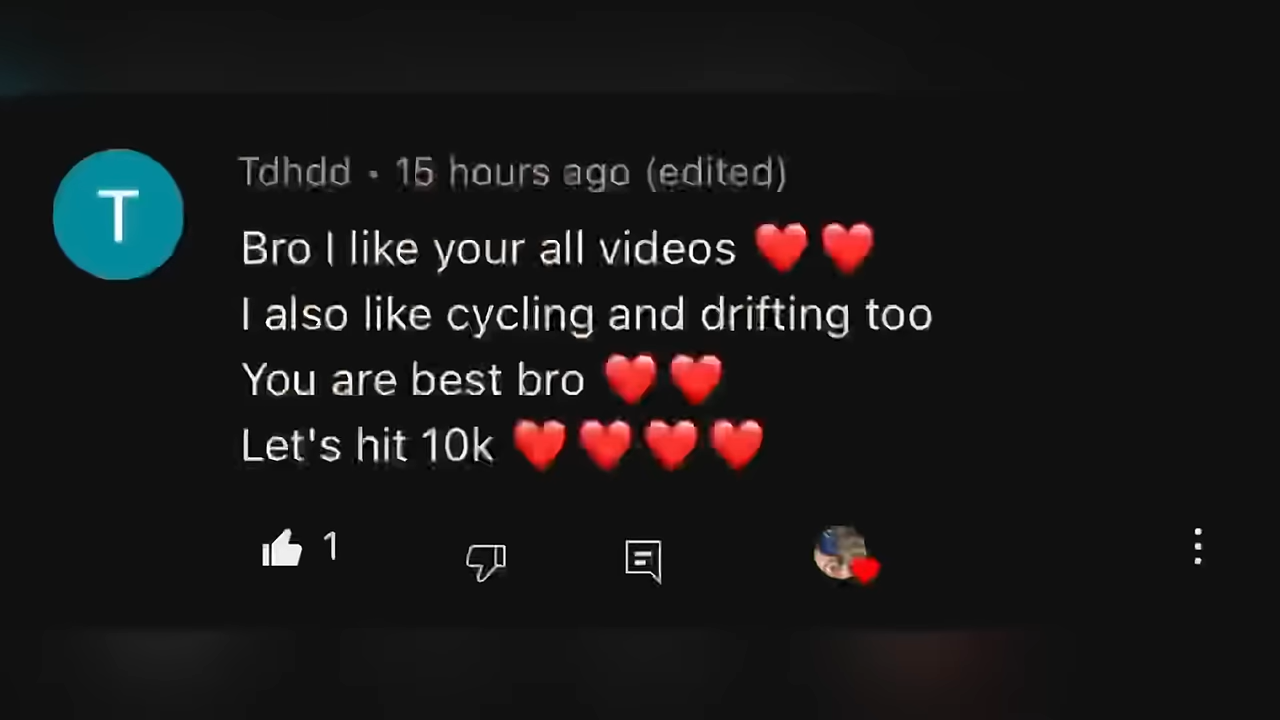 T
Tdhdd • 15 hours ago (edited)
Bro I like your all videos ❤️❤️
I also like cycling and drifting too
You are best bro ❤️❤️
Let's hit 10k ❤️❤️❤️❤️
1